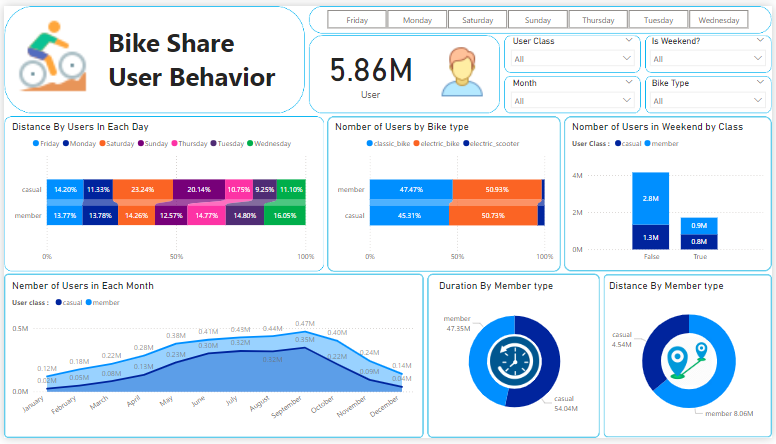 Bike Share
User Behavior
Friday Monday Saturday Sunday Thursday Tuesday Wednesday
5.86M
User
User Class
All
Is Weekend?
All
Month
All
Bike Type
All
Distance By Users In Each Day
Friday Monday Saturday Sunday Thursday Tuesday Wednesday
casual 14.20% 11.33% 23.24% 20.14% 10.75% 9.25% 11.10%
member 13.77% 13.78% 14.26% 12.57% 14.77% 14.80% 16.05%
0% 50% 100%
Number of Users by Bike type
classic_bike electric_bike electric_scooter
member 47.47% 50.93%
casual 45.31% 50.73%
0% 50% 100%
Nomber of Users in Weekend by Class
User Class : casual member
4M
2M
0M
2.8M
1.3M
0.9M
0.8M
False True
Nember of Users in Each Month
User class : casual member
0.5M
0.0M
0.12M 0.18M 0.22M 0.28M 0.38M 0.41M 0.43M 0.44M 0.47M 0.40M 0.24M 0.14M
0.02M 0.05M 0.08M 0.13M 0.23M 0.30M 0.32M 0.32M 0.35M 0.22M 0.09M 0.04M
January February March April May June July August September October November December
Duration By Member type
member
47.35M
casual
54.04M
Distance By Member type
casual
4.54M
member 8.06M